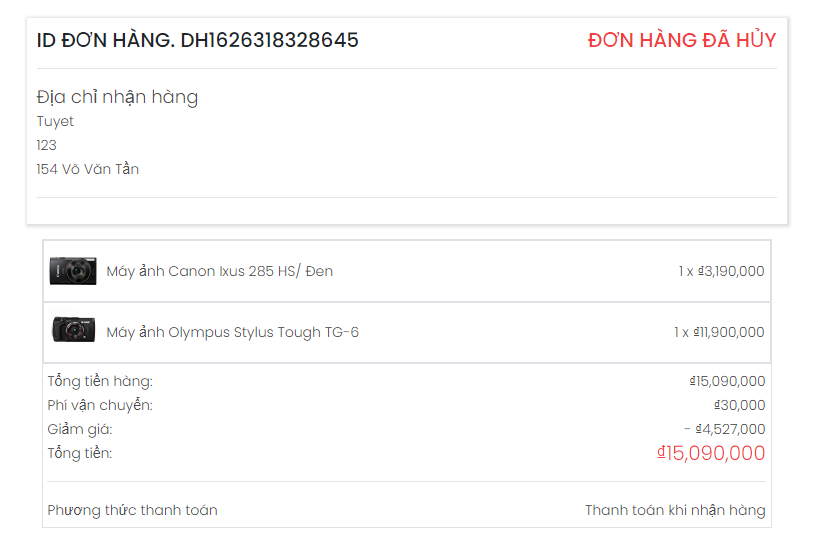 ID ĐƠN HÀNG. DH1626318328645
ĐƠN HÀNG ĐÃ HỦY
Địa chỉ nhận hàng
Tuyet
123
154 Võ Văn Tần
Máy ảnh Canon Ixus 285 HS/ Đen 1 x ₫3,190,000
Máy ảnh Olympus Stylus Tough TG-6 1 x ₫11,900,000
Tổng tiền hàng: ₫15,090,000
Phí vận chuyển: ₫30,000
Giảm giá: - ₫4,527,000
Tổng tiền: ₫15,090,000
Phương thức thanh toán Thanh toán khi nhận hàng